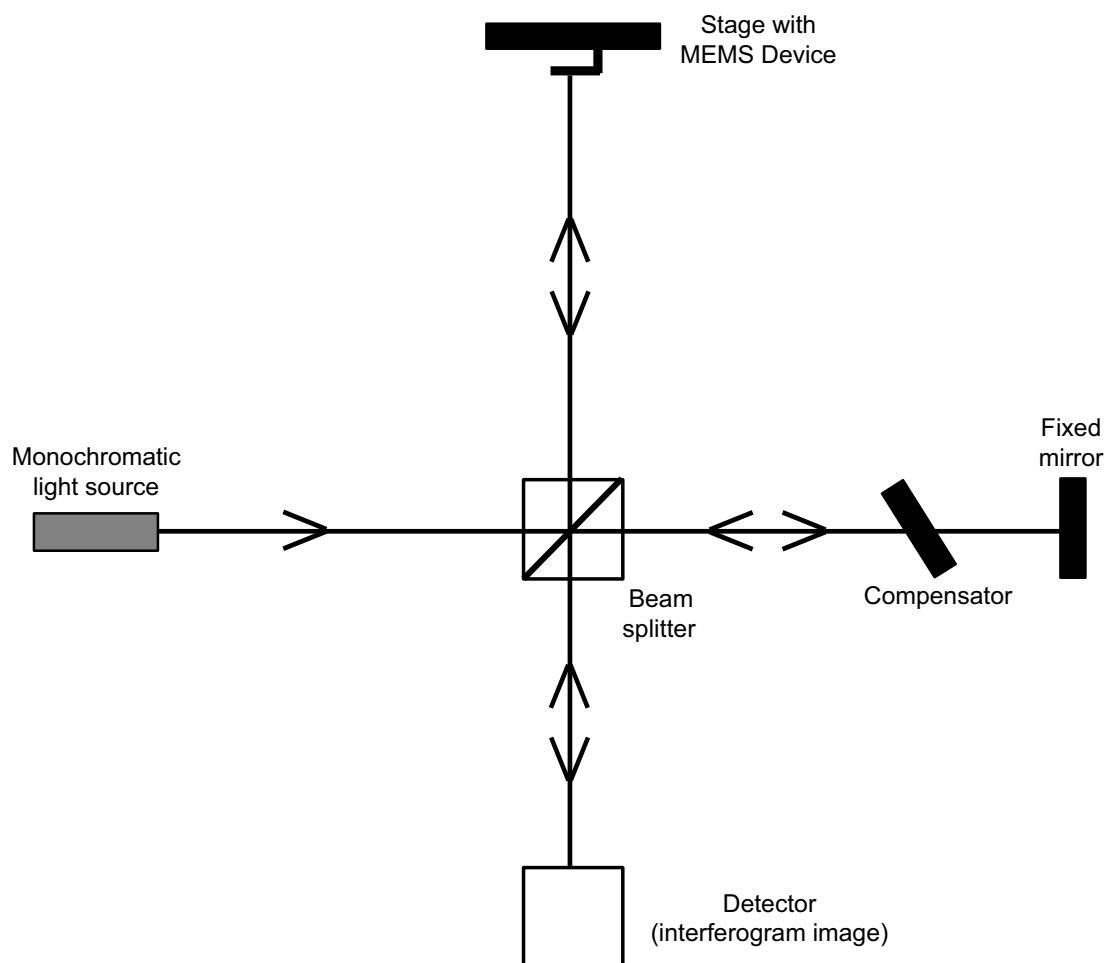 Stage with
MEMS Device
Monochromatic
light source
Fixed
mirror
Beam
splitter
Compensator
Detector
(interferogram image)